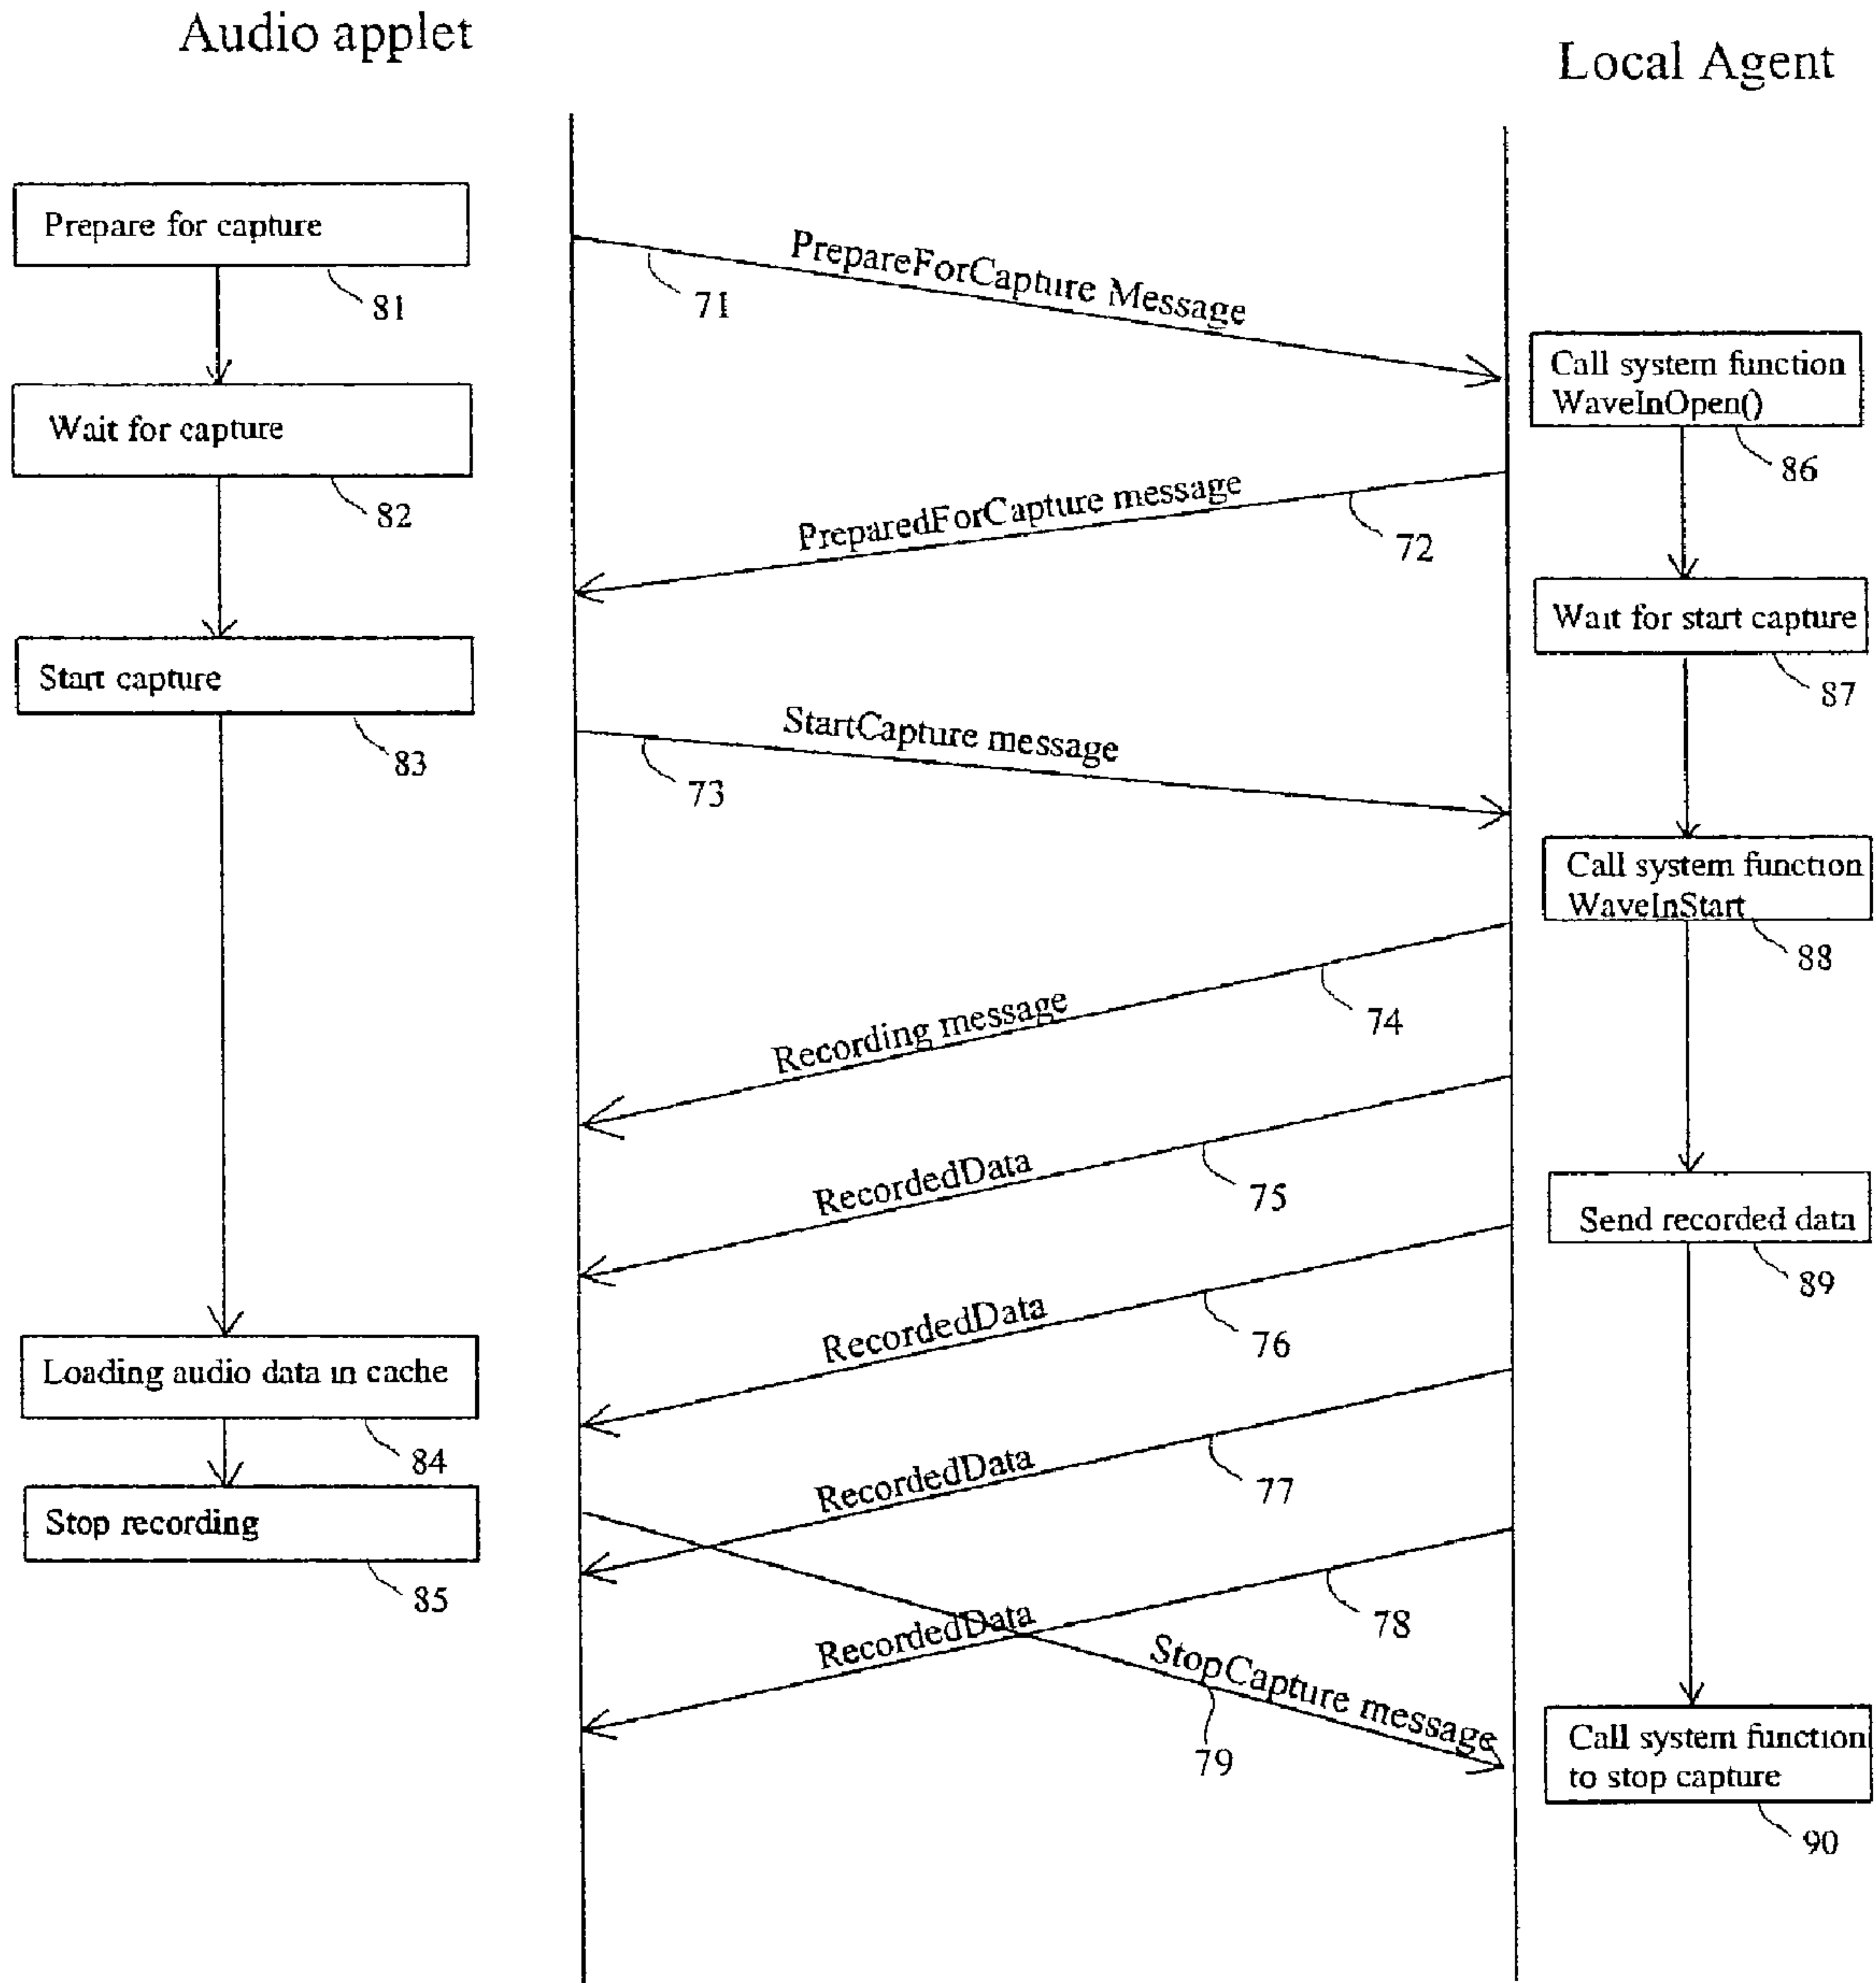 Audio applet
Local Agent
Prepare for capture
81
PrepareForCapture Message
71
Call system function
WaveInOpen()
86
Wait for capture
82
PreparedForCapture message
72
Wait for start capture
87
Start capture
83
StartCapture message
73
Call system function
WaveInStart
88
Recording message
74
RecordedData
75
Send recorded data
89
RecordedData
76
Loading audio data in cache
84
RecordedData
77
Stop recording
85
RecordedData
78
StopCapture message
79
Call system function
to stop capture
90